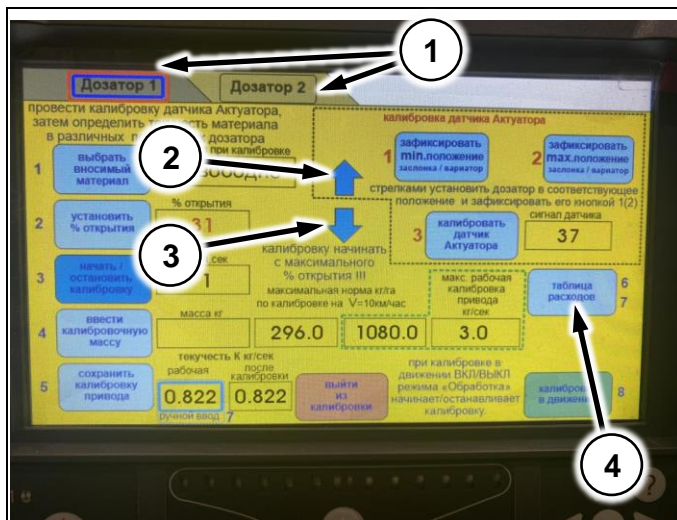 1
Дозатор 1
Дозатор 2
провести калибровку датчика Актуатора,
затем определить материала
в различных дозатора
калибровка датчика Актуатора
1
выбрать
вносимый
материал
при калибровке
2
1
зафиксировать
min.положение
заслонка / вариатор
2
зафиксировать
max.положение
заслонка / вариатор
стрелками установить дозатор в соответствующее
положение и зафиксировать его кнопкой 1(2)
2
установить
% открытия
% открытия
31
3
3
калибровать
датчик
Актуатора
сигнал датчика
37
калибровку начинать
с максимального
% открытия !!!
3
начать /
остановить
калибровку
сек
1
максимальная норма кг/га
по калибровке на V=10км/час
макс. рабочая
калибровка
привода
кг/сек
таблица
расходов
6
7
4
ввести
калибровочную
массу
масса кг
296.0
1080.0
3.0
5
сохранить
калибровку
привода
текучесть К кг/сек
рабочая
после
калибровки
0.822
0.822
ручной ввод 7
выйти
из
калибровки
при калибровке в
движении ВКЛ/ВЫКЛ
режима «Обработка»
начинает/останавливает
калибровку.
в движении
8
4
?